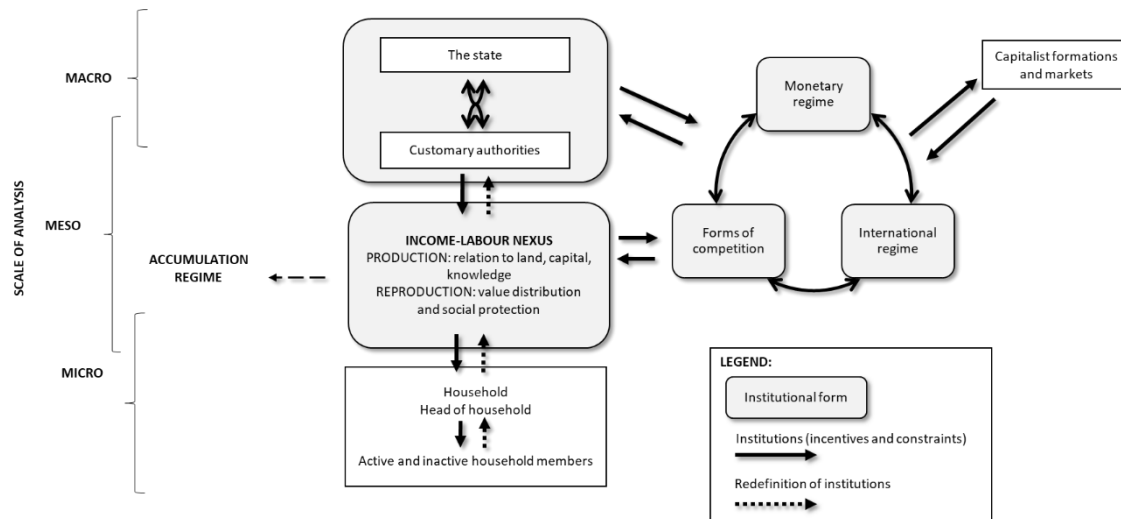 SCALE OF ANALYSIS
MACRO
MESO
MICRO
ACCUMULATION
REGIME
The state
Customary authorities
INCOME-LABOUR NEXUS
PRODUCTION: relation to land, capital,
knowledge
REPRODUCTION: value distribution
and social protection
Household
Head of household
Active and inactive household members
Monetary
regime
Forms of
competition
International
regime
Capitalist formations
and markets
LEGEND:
Institutional form
Institutions (incentives and constraints)
Redefinition of institutions